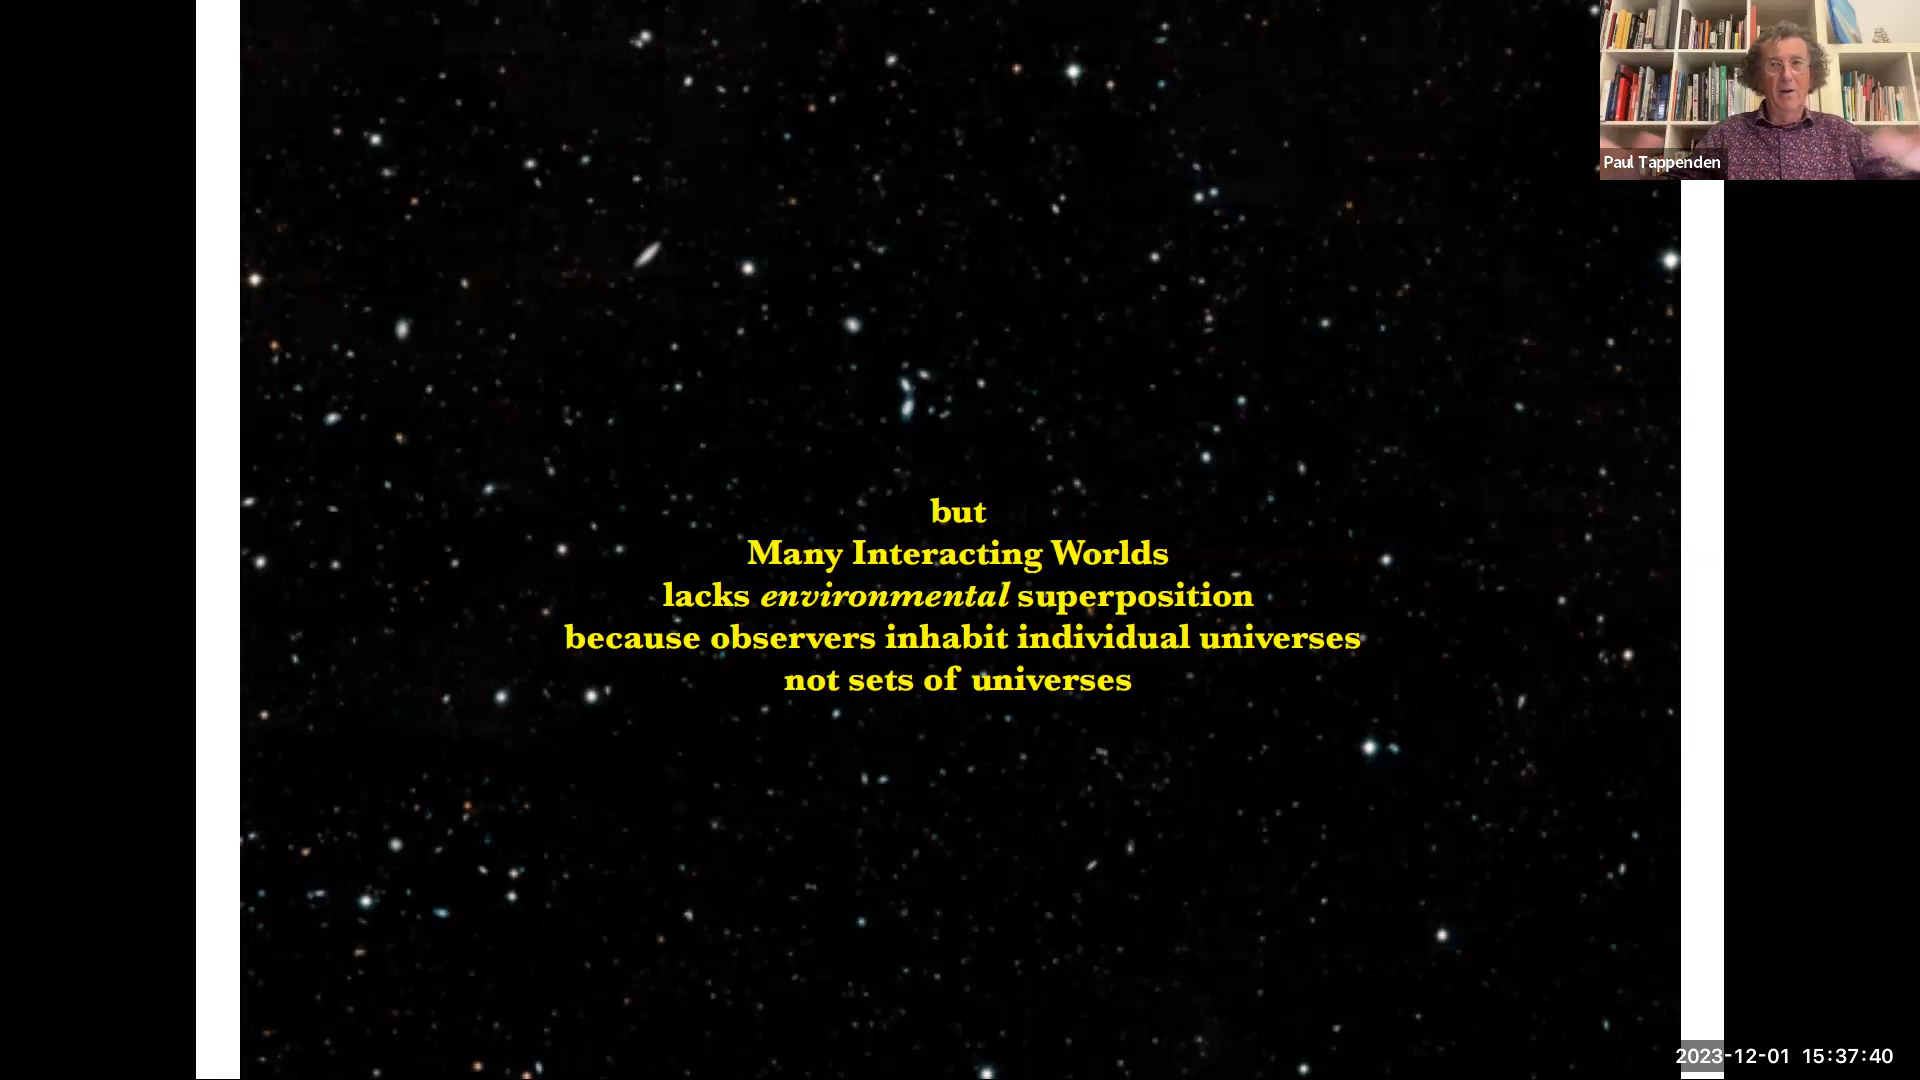 but
Many Interacting Worlds
lacks environmental superposition
because observers inhabit individual universes
not sets of universes
Paul Tappenden
2023-12-01 15:37:40